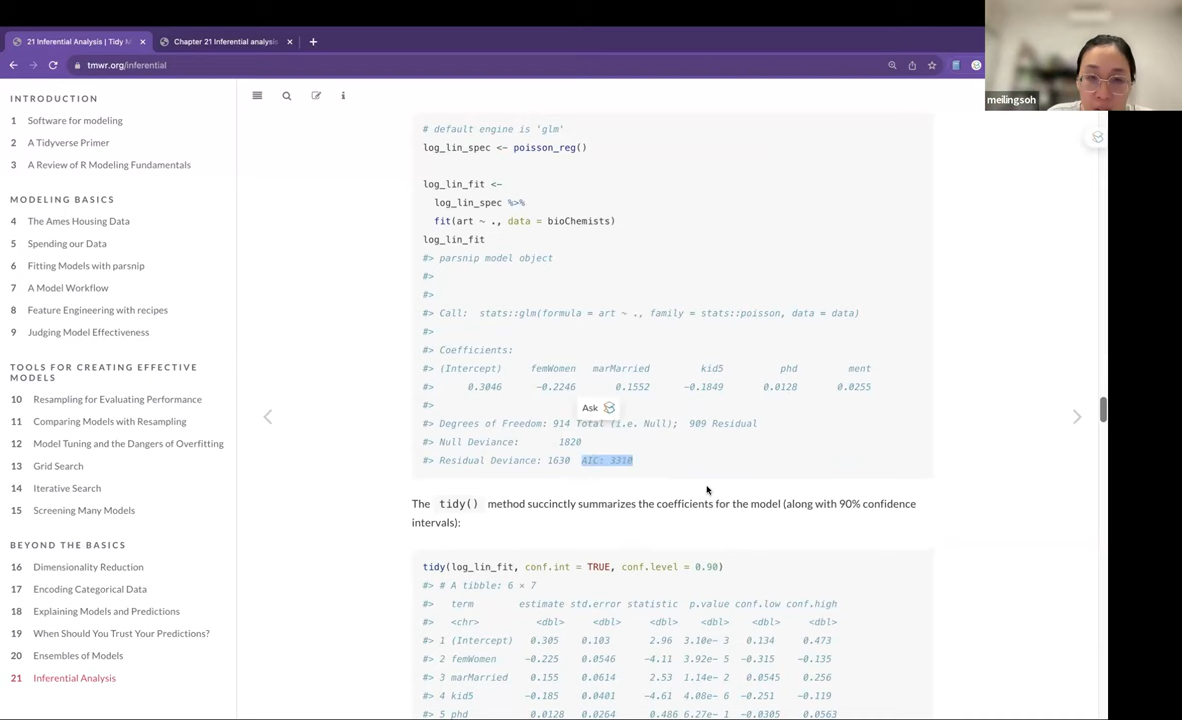 21 Inferential Analysis | Tidy M
Chapter 21 Inferential analysis
tmwr.org/inferential
meilingsoh
INTRODUCTION
1 Software for modeling
2 A Tidyverse Primer
3 A Review of R Modeling Fundamentals
MODELING BASICS
4 The Ames Housing Data
5 Spending our Data
6 Fitting Models with parsnip
7 A Model Workflow
8 Feature Engineering with recipes
9 Judging Model Effectiveness
TOOLS FOR CREATING EFFECTIVE
MODELS
10 Resampling for Evaluating Performance
11 Comparing Models with Resampling
12 Model Tuning and the Dangers of Overfitting
13 Grid Search
14 Iterative Search
15 Screening Many Models
BEYOND THE BASICS
16 Dimensionality Reduction
17 Encoding Categorical Data
18 Explaining Models and Predictions
19 When Should You Trust Your Predictions?
20 Ensembles of Models
21 Inferential Analysis
# default engine is 'glm'
log_lin_spec <- poisson_reg()
log_lin_fit <-
log_lin_spec %>%
fit(art ~ ., data = bioChemists)
log_lin_fit
#> parsnip model object
#>
#>
#> Call: stats::glm(formula = art ~ ., family = stats::poisson, data = data)
#>
#> Coefficients:
#> (Intercept) femWomen marMarried kid5 phd ment
#> 0.3046 -0.2246 0.1552 -0.1849 0.0128 0.0255
#>
Ask
#> Degrees of Freedom: 914 Total (i.e. Null); 909 Residual
#> Null Deviance: 1820
#> Residual Deviance: 1630 AIC: 3310
The tidy() method succinctly summarizes the coefficients for the model (along with 90% confidence
intervals):
tidy(log_lin_fit, conf.int = TRUE, conf.level = 0.90)
#> # A tibble: 6 × 7
#> term estimate std.error statistic p.value conf.low conf.high
#> <chr> <dbl> <dbl> <dbl> <dbl> <dbl> <dbl>
#> 1 (Intercept) 0.305 0.103 2.96 3.10e- 3 0.134 0.473
#> 2 femWomen -0.225 0.0546 -4.11 3.92e- 5 -0.315 -0.135
#> 3 marMarried 0.155 0.0614 2.53 1.14e- 2 0.0545 0.256
#> 4 kid5 -0.185 0.0401 -4.61 4.08e- 6 -0.251 -0.119
#> 5 phd 0.0128 0.0264 0.486 6.27e- 1 -0.0305 0.0563